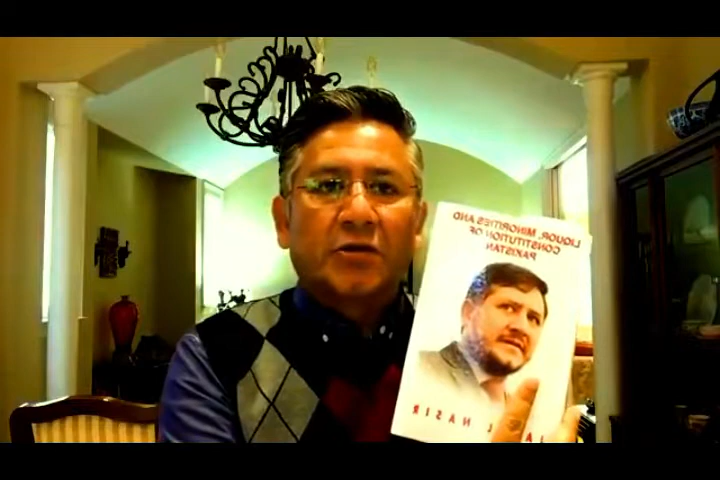 LIQUOR, MINORITIES AND
CONSTITUTION OF
PAKISTAN
NASIR